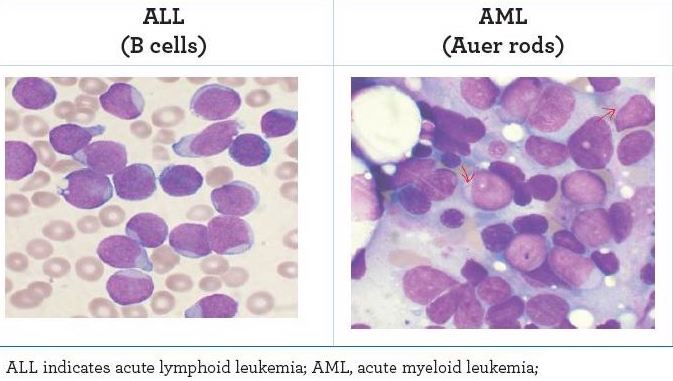 ALL
(B cells)
AML
(Auer rods)
ALL indicates acute lymphoid leukemia; AML, acute myeloid leukemia;